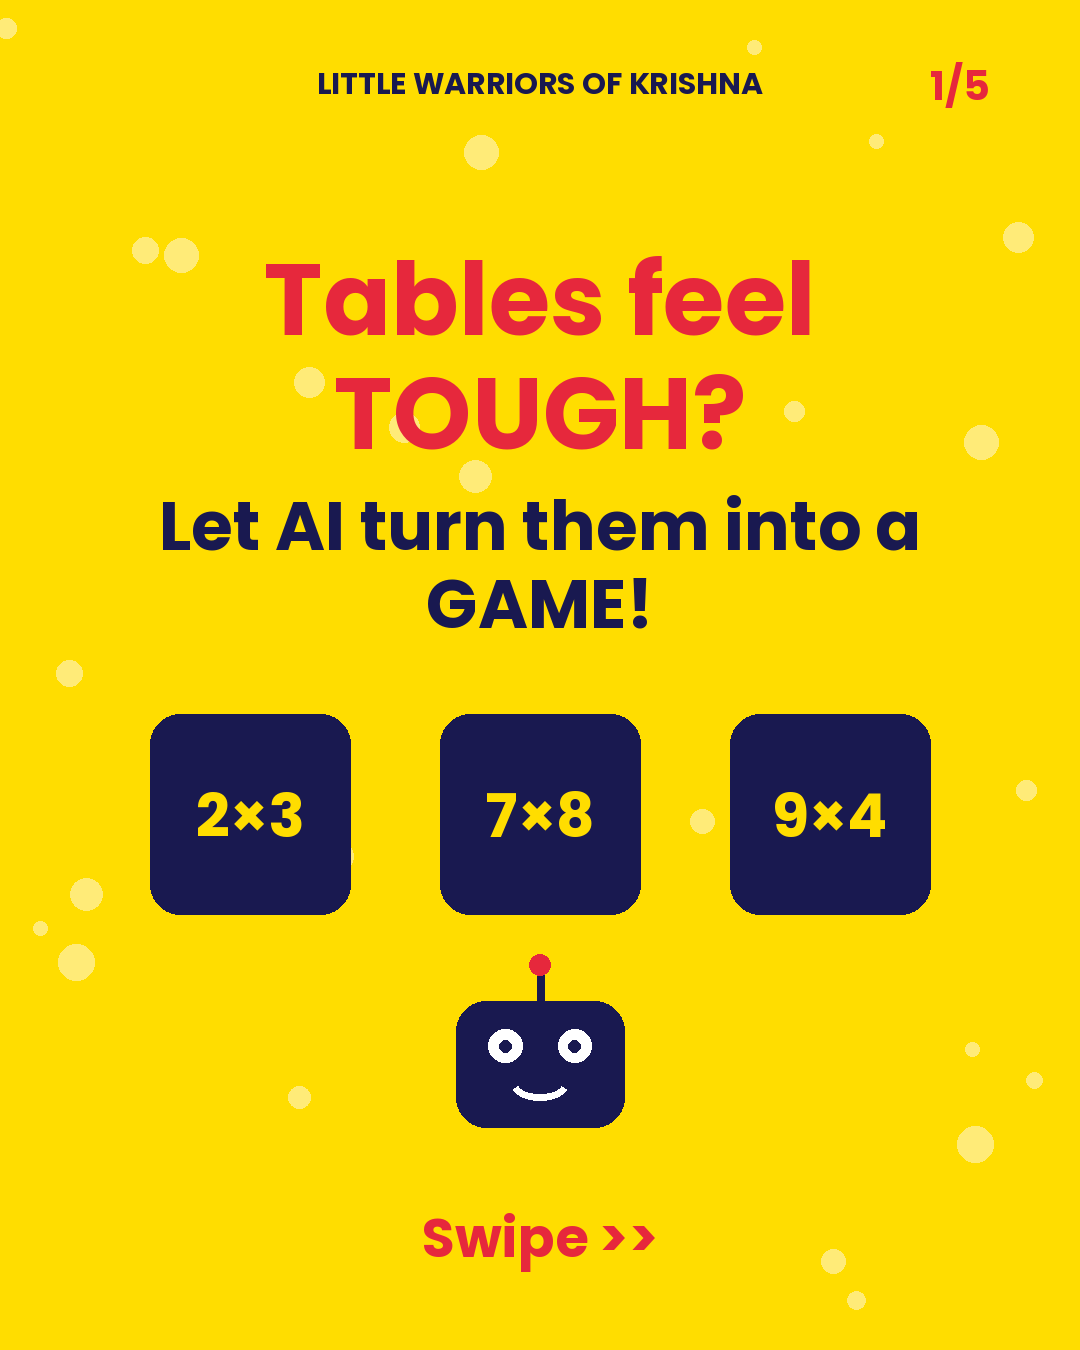 LITTLE WARRIORS OF KRISHNA
1/5
Tables feel
TOUGH?
Let AI turn them into a
GAME!
2×3
7×8
9×4
Swipe >>